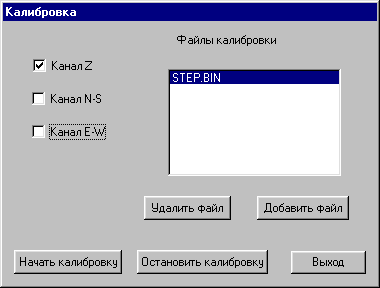 Калибровка
Файлы калибровки
Канал Z
Канал N-S
Канал E-W
STEP.BIN
Удалить файл
Добавить файл
Начать калибровку
Остановить калибровку
Выход